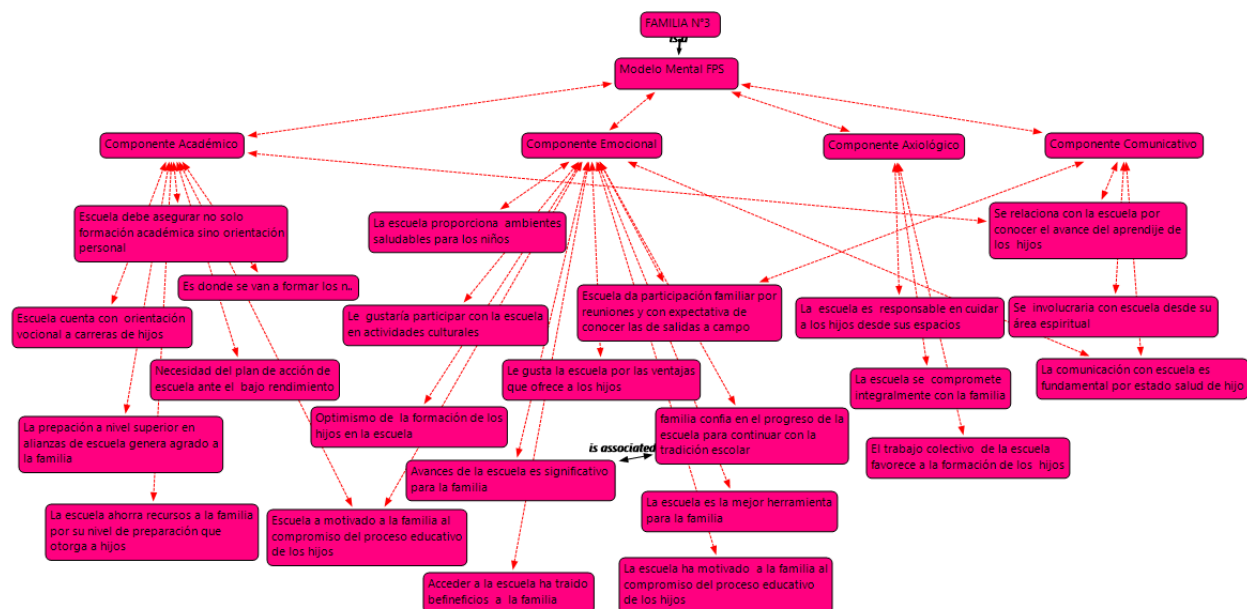 FAMILIA N°3
is-a
Modelo Mental FPS
Componente Académico
Componente Emocional
Componente Axiológico
Componente Comunicativo
Escuela debe asegurar no solo
formación académica sino orientación
personal
La escuela proporciona ambientes
saludables para los niños
Se relaciona con la escuela por
conocer el avance del aprendije de
los hijos
Es donde se van a formar los n..
Escuela cuenta con orientación
vocional a carreras de hijos
Le gustaría participar con la escuela
en actividades culturales
Escuela da participación familiar por
reuniones y con expectativa de
conocer las de salidas a campo
La escuela es responsable en cuidar
a los hijos desde sus espacios
Se involucraria con escuela desde su
área espiritual
Necesidad del plan de acción de
escuela ante el bajo rendimiento
Le gusta la escuela por las ventajas
que ofrece a los hijos
La escuela se compromete
integralmente con la familia
La comunicación con escuela es
fundamental por estado salud de hijo
La prepación a nivel superior en
alianzas de escuela genera agrado a
la familia
Optimismo de la formación de los
hijos en la escuela
familia confia en el progreso de la
escuela para continuar con la
tradición escolar
is associated
El trabajo colectivo de la escuela
favorece a la formación de los hijos
Avances de la escuela es significativo
para la familia
La escuela es la mejor herramienta
para la familia
La escuela ahorra recursos a la familia
por su nivel de preparación que
otorga a hijos
Escuela a motivado a la familia al
compromiso del proceso educativo
de los hijos
Acceder a la escuela ha traido
befineficios a la familia
La escuela ha motivado a la familia al
compromiso del proceso educativo
de los hijos